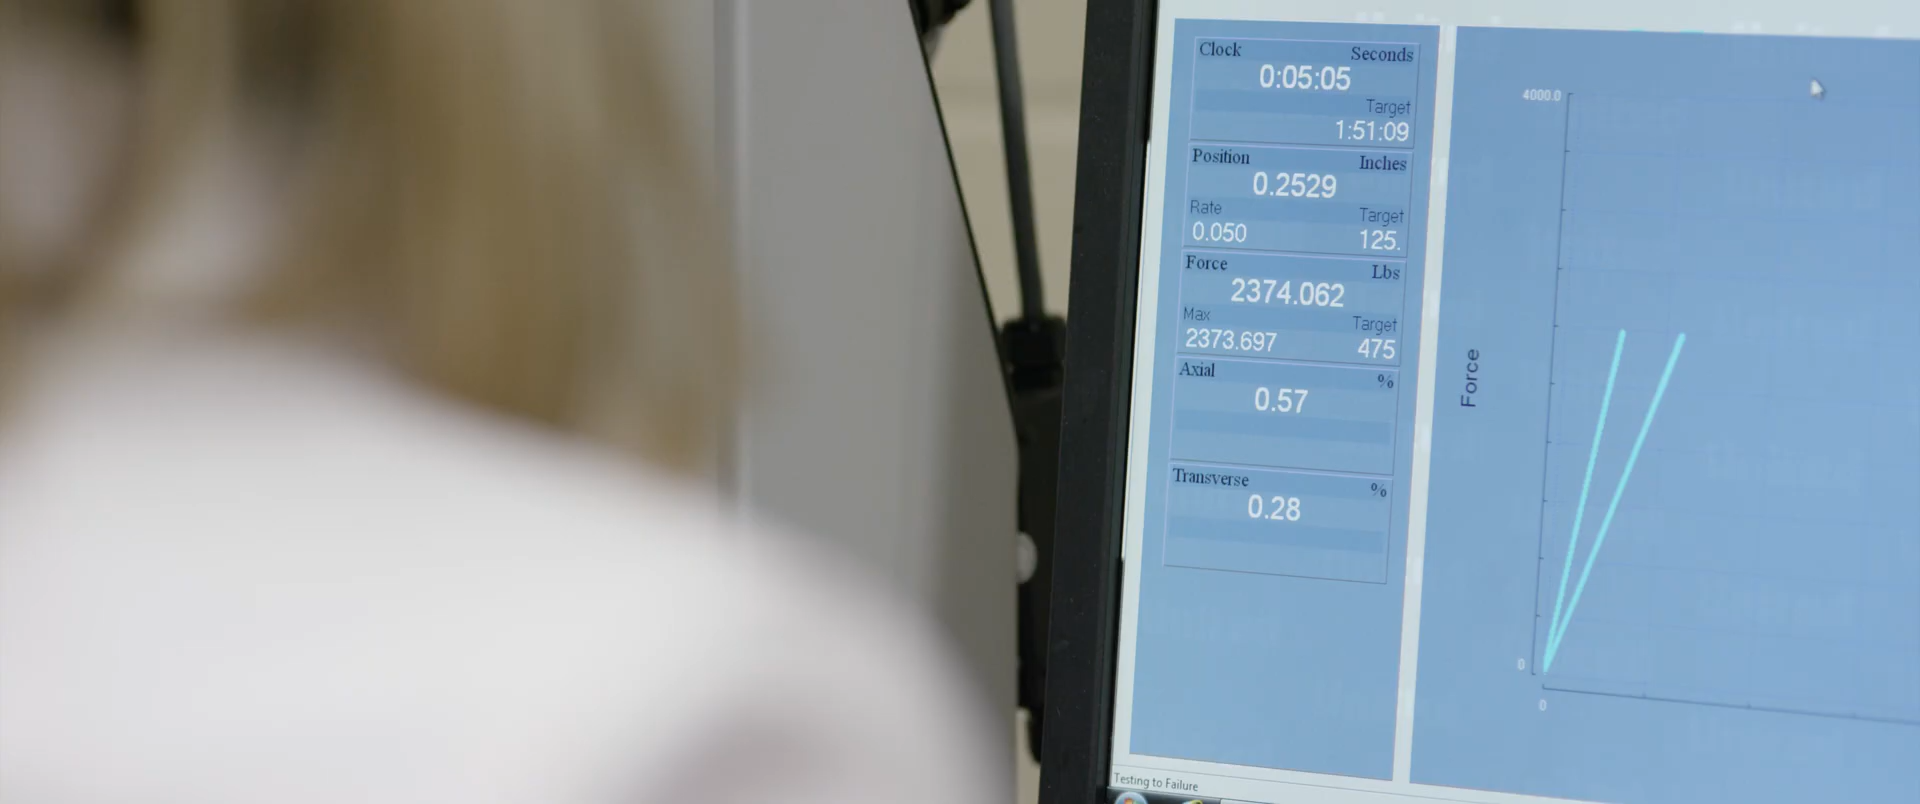 Clock Seconds
0:05:05
Target
1:51:09
Position Inches
0.2529
Rate Target
0.050 125.
Force Lbs
2374.062
Max Target
2373.697 475
Axial %
0.57
Transverse %
0.28
4000.0
Force
0
0
Testing to Failure